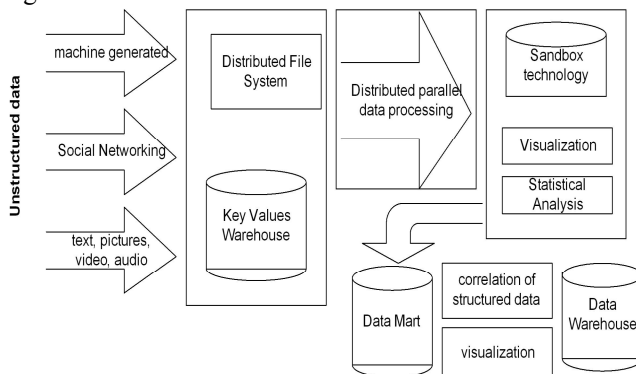 Unstructured data
machine generated
Social Networking
text, pictures,
video, audio
Distributed File
System
Key Values
Warehouse
Distributed parallel
data processing
Sandbox
technology
Visualization
Statistical
Analysis
Data Mart
correlation of
structured data
visualization
Data
Warehouse